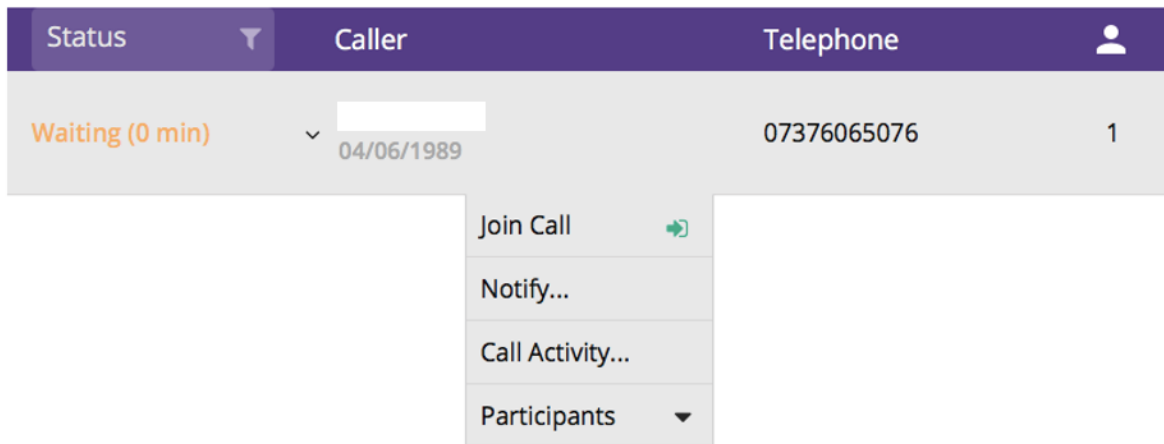 Status Caller Telephone
Waiting (0 min) 07376065076 1
04/06/1989
Join Call
Notify...
Call Activity...
Participants